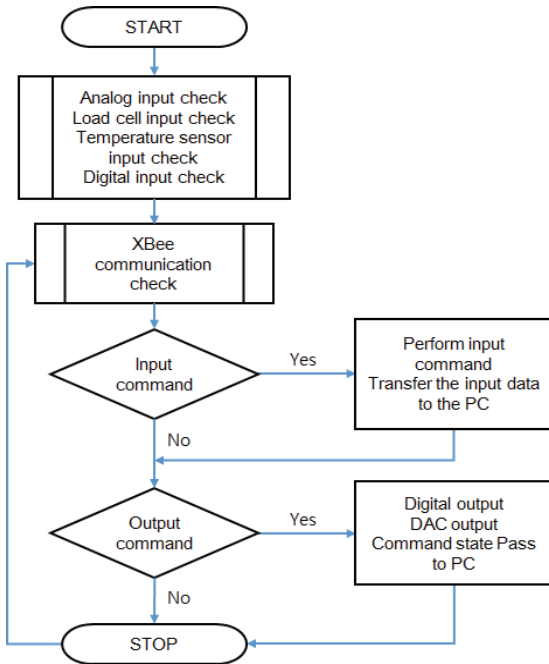 START
Analog input check
Load cell input check
Temperature sensor
input check
Digital input check
XBee
communication
check
Input
command
Yes
Perform input
command
Transfer the input data
to the PC
No
Output
command
Yes
Digital output
DAC output
Command state Pass
to PC
No
STOP